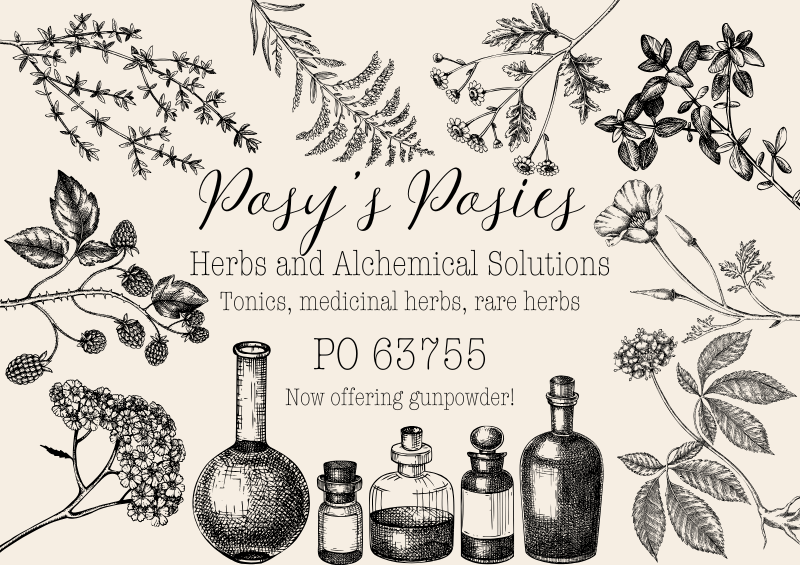 Posy's Posies
Herbs and Alchemical Solutions
Tonics, medicinal herbs, rare herbs
PO 63755
Now offering gunpowder!